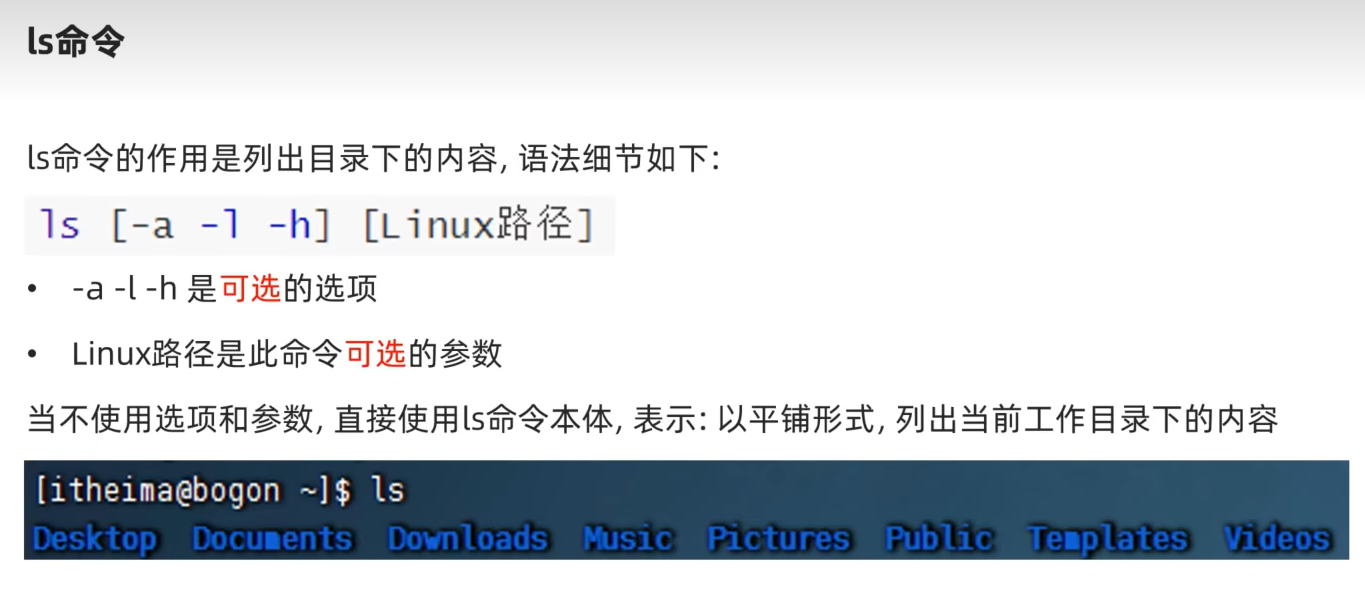 ls命令
ls命令的作用是列出目录下的内容, 语法细节如下:
ls [-a -l -h] [Linux路径]
• -a -l -h 是可选的选项
• Linux路径是此命令可选的参数
当不使用选项和参数, 直接使用ls命令本体, 表示: 以平铺形式, 列出当前工作目录下的内容
[itheima@bogon ~]$ ls
Desktop Documents Downloads Music Pictures Public Templates Videos